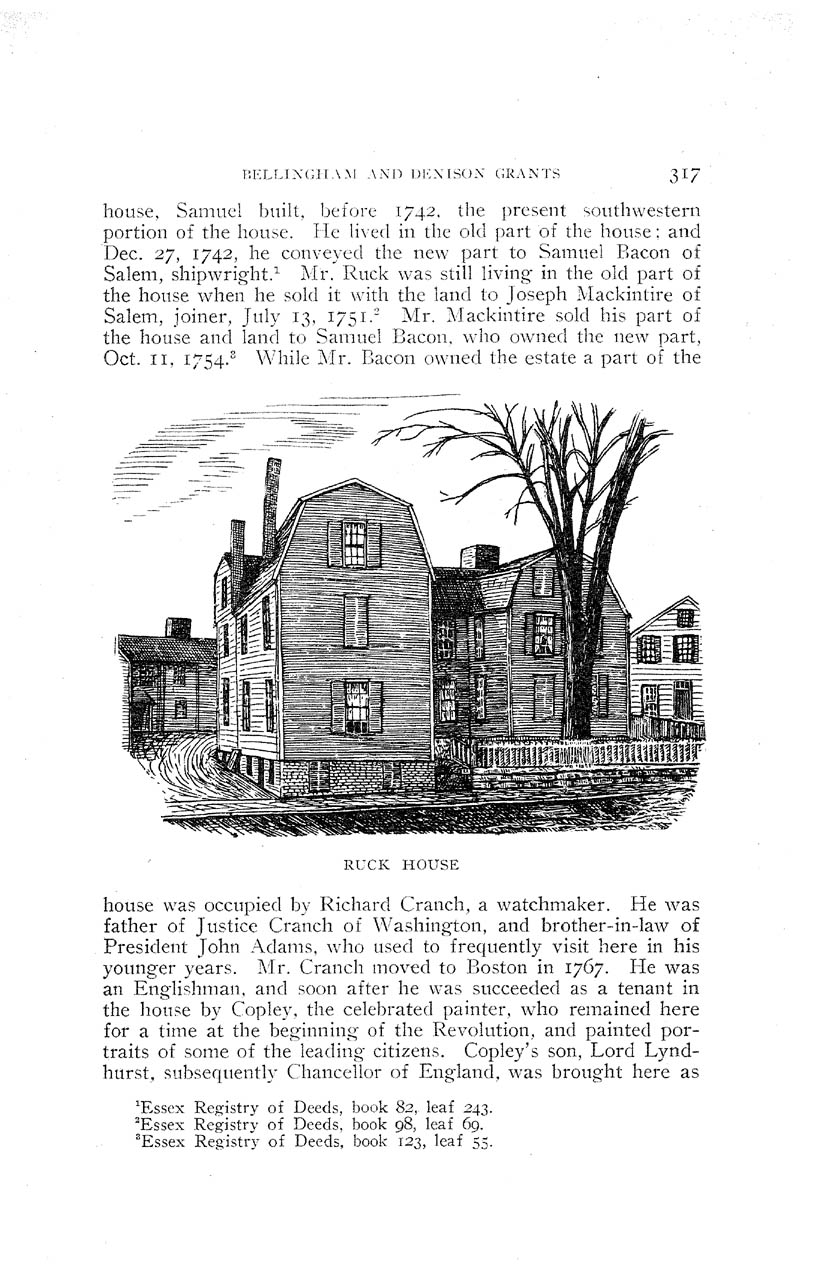 BELLINGHAM AND DENISON GRANTS 317
house, Samuel built, before 1742, the present southwestern
portion of the house. He lived in the old part of the house; and
Dec. 27, 1742, he conveyed the new part to Samuel Bacon of
Salem, shipwright.¹ Mr. Ruck was still living in the old part of
the house when he sold it with the land to Joseph Mackintire of
Salem, joiner, July 13, 1751.² Mr. Mackintire sold his part of
the house and land to Samuel Bacon, who owned the new part,
Oct. 11, 1754.³ While Mr. Bacon owned the estate a part of the
RUCK HOUSE
house was occupied by Richard Cranch, a watchmaker. He was
father of Justice Cranch of Washington, and brother-in-law of
President John Adams, who used to frequently visit here in his
younger years. Mr. Cranch moved to Boston in 1767. He was
an Englishman, and soon after he was succeeded as a tenant in
the house by Copley, the celebrated painter, who remained here
for a time at the beginning of the Revolution, and painted por-
traits of some of the leading citizens. Copley's son, Lord Lynd-
hurst, subsequently Chancellor of England, was brought here as
¹Essex Registry of Deeds, book 82, leaf 243.
²Essex Registry of Deeds, book 98, leaf 69.
³Essex Registry of Deeds, book 123, leaf 55.